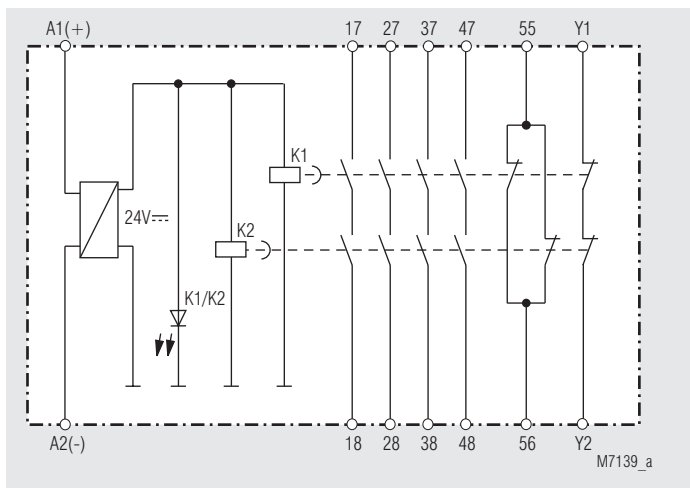 A1(+) 17 27 37 47 55 Y1
K1
24V
K2
K1/K2
A2(-) 18 28 38 48 56 Y2
M7139_a